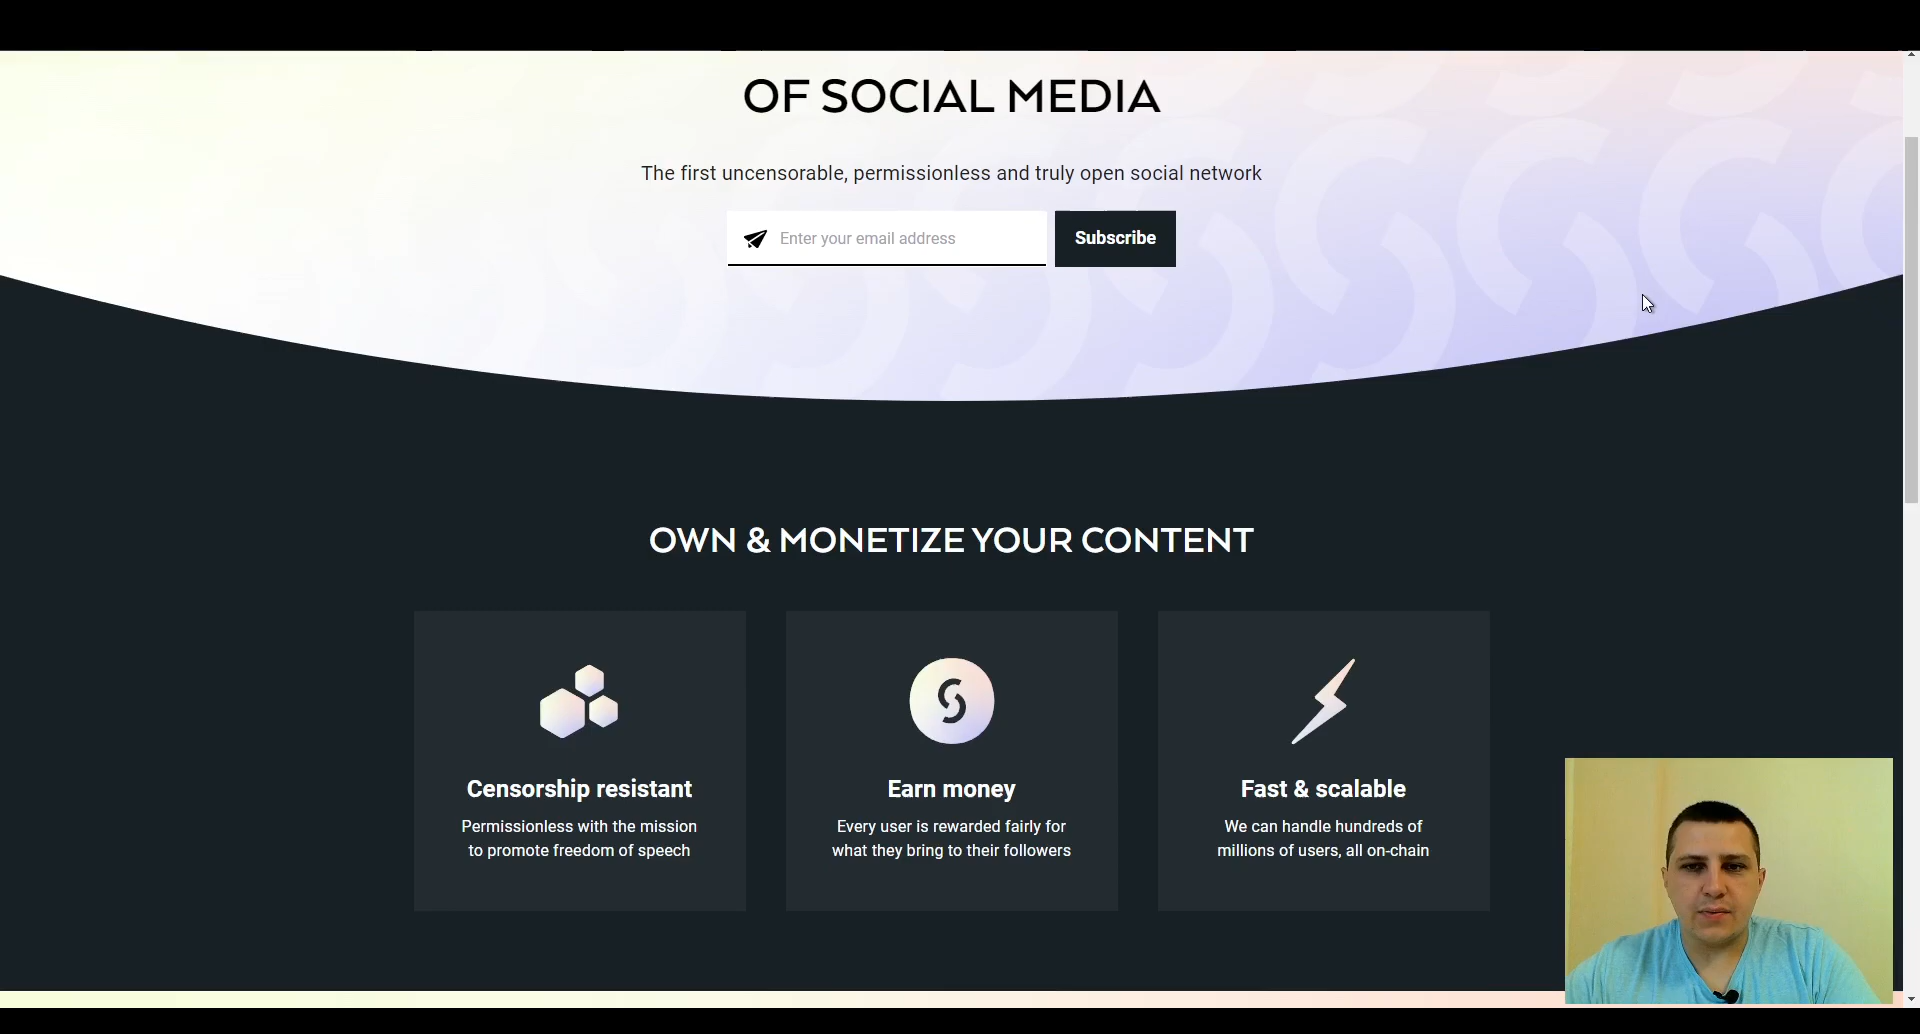 OF SOCIAL MEDIA
The first uncensorable, permissionless and truly open social network
Enter your email address
Subscribe
OWN & MONETIZE YOUR CONTENT
Censorship resistant
Permissionless with the mission
to promote freedom of speech
Earn money
Every user is rewarded fairly for
what they bring to their followers
Fast & scalable
We can handle hundreds of
millions of users, all on-chain